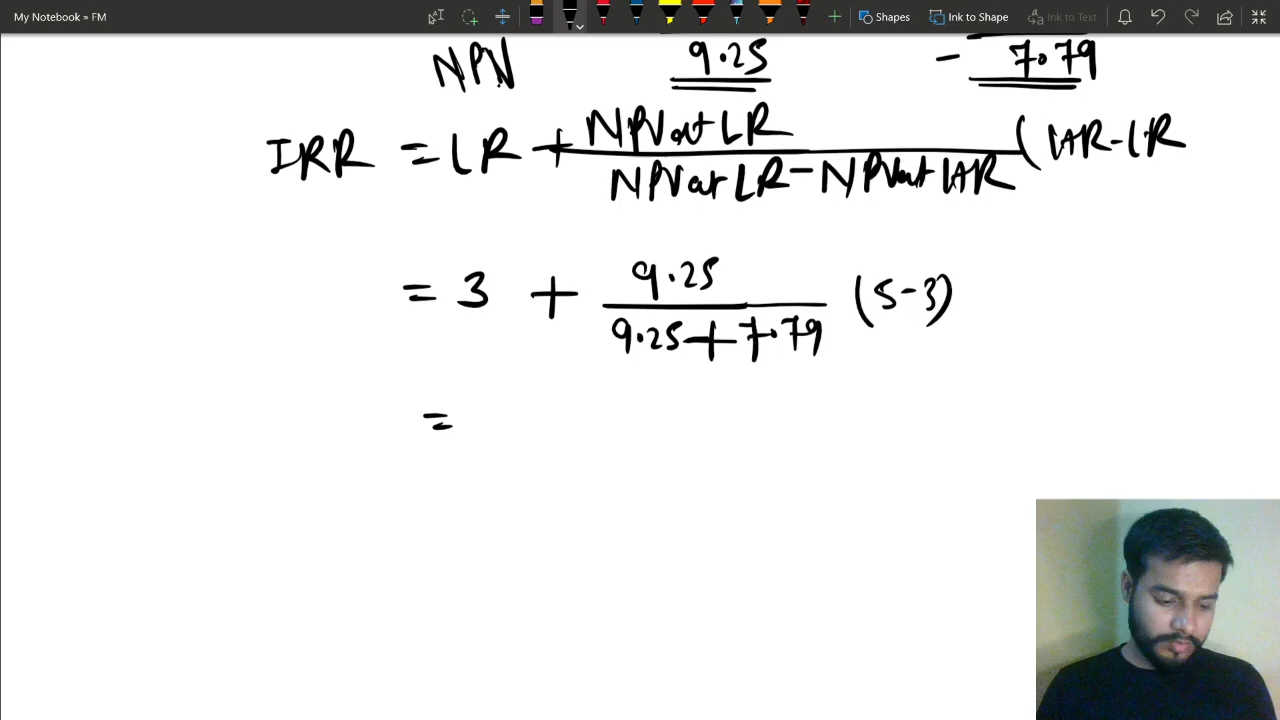 My Notebook » FM
Shapes
Ink to Shape
Ink to Text
NPV 9.25 - 7.79
IRR = LR + NPV at LR / NPV at LR - NPV at HR (HR-LR
= 3 + 9.25 / 9.25 + 7.79 (5-3)
=